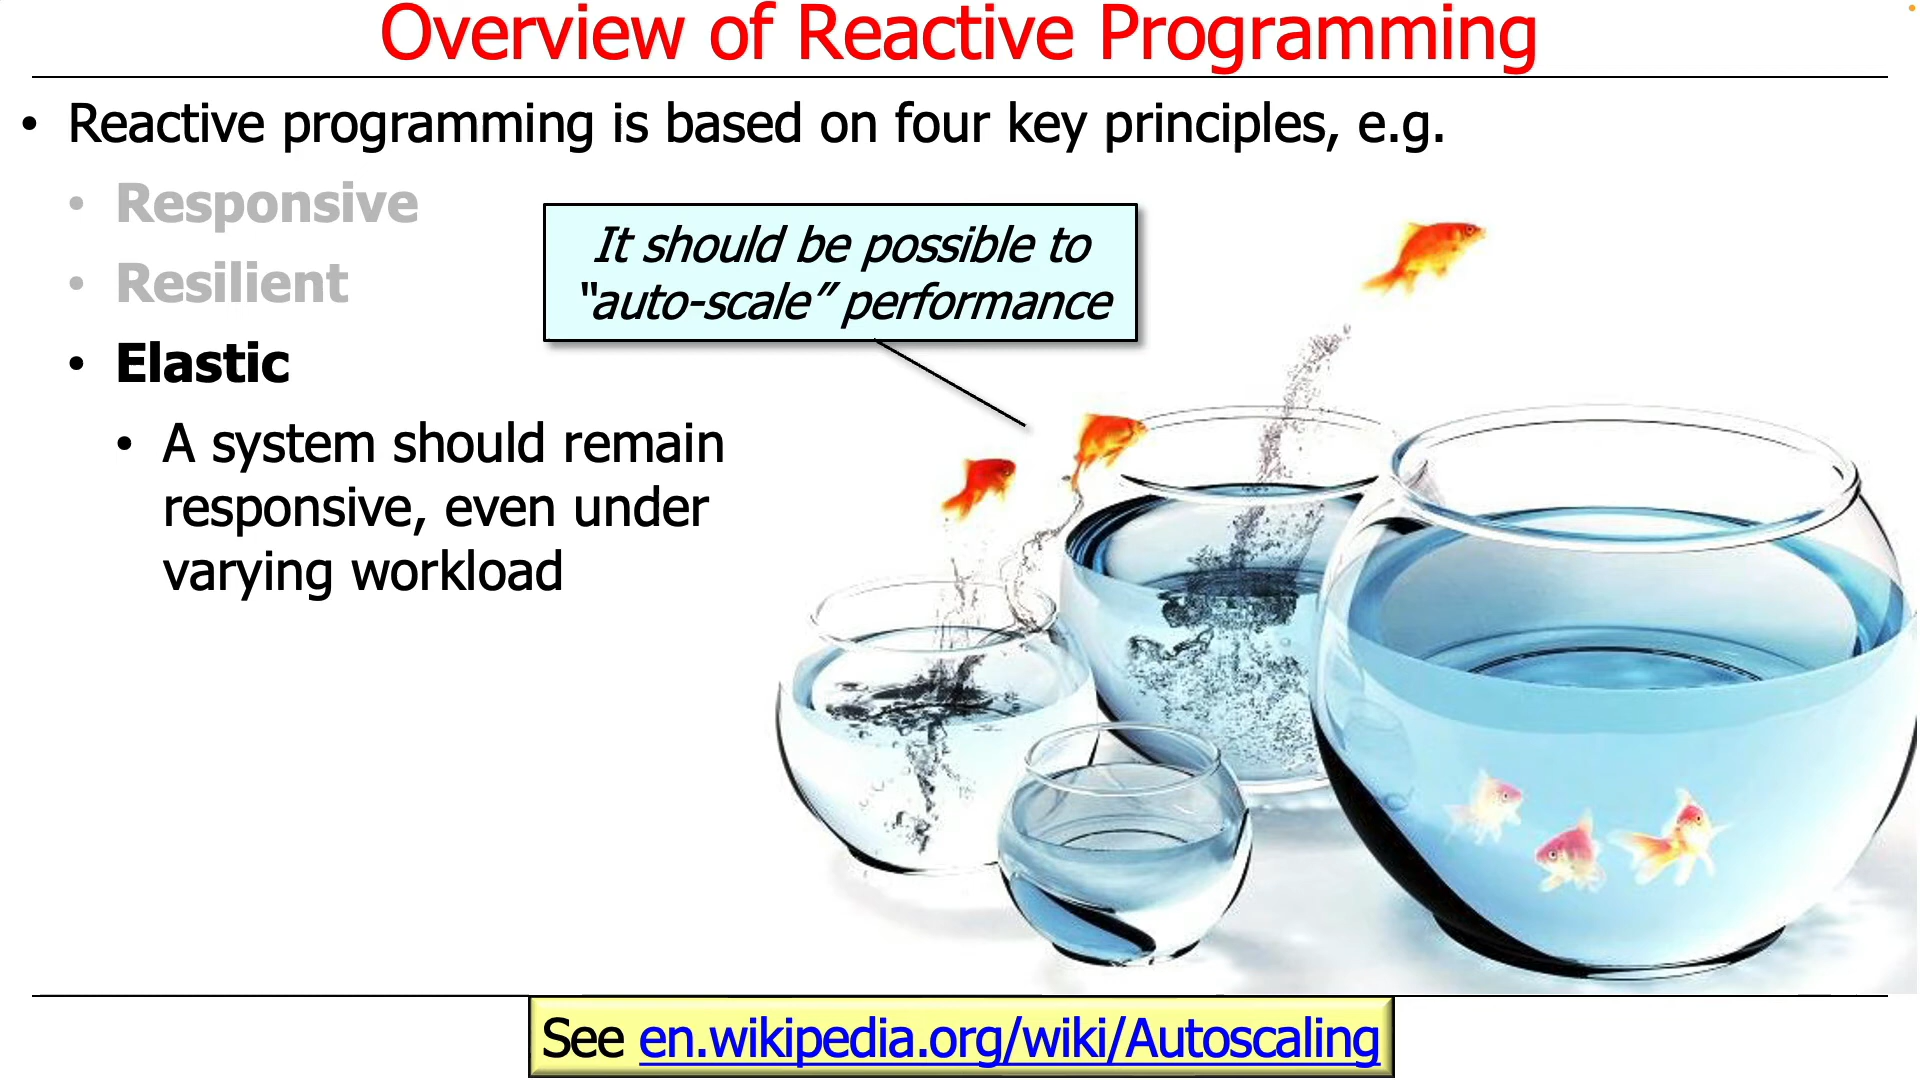 Overview of Reactive Programming
• Reactive programming is based on four key principles, e.g.
• Responsive
• Resilient
• Elastic
• A system should remain
responsive, even under
varying workload
It should be possible to
“auto-scale” performance
See en.wikipedia.org/wiki/Autoscaling